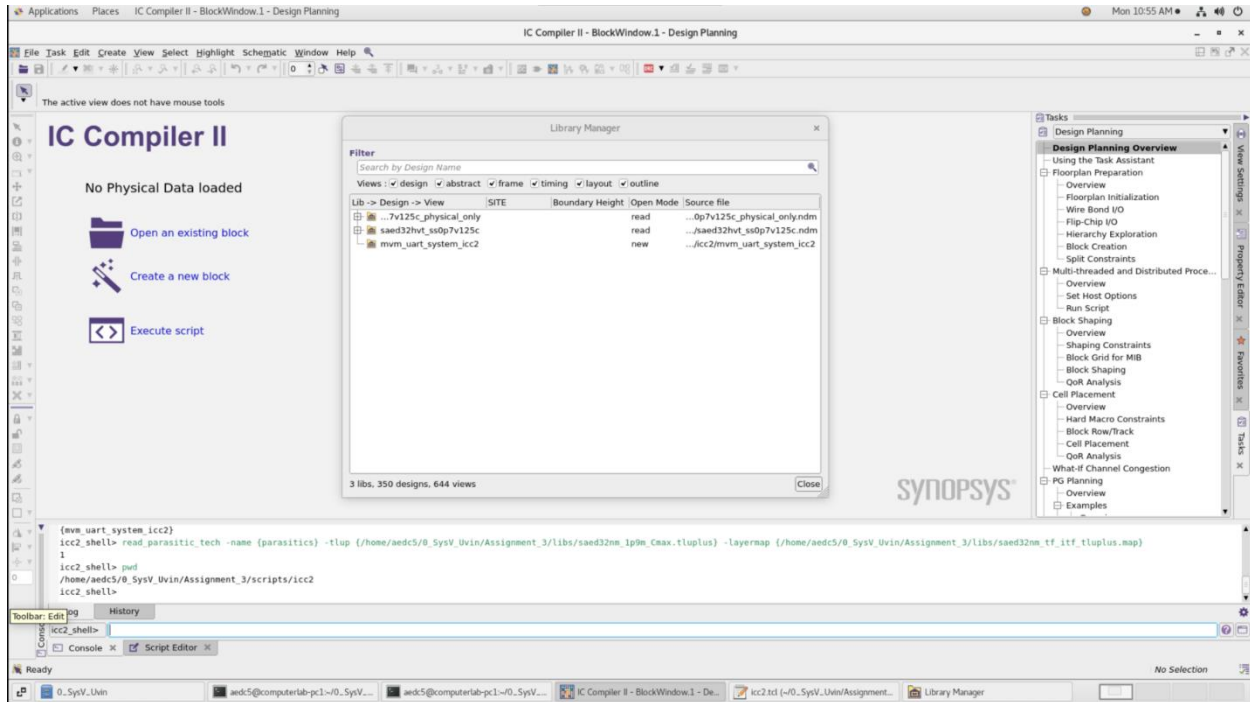 Applications Places IC Compiler II - BlockWindow.1 - Design Planning Mon 10:55 AM
IC Compiler II - BlockWindow.1 - Design Planning
File Task Edit Create View Select Highlight Schematic Window Help
0
The active view does not have mouse tools
IC Compiler II
No Physical Data loaded
Open an existing block
Create a new block
Execute script
Library Manager
Filter
Search by Design Name
Views : design abstract frame timing layout outline
Lib -> Design -> View SITE Boundary Height Open Mode Source file
...7v125c_physical_only read ...0p7v125c_physical_only.ndm
saed32hvt_ss0p7v125c read .../saed32hvt_ss0p7v125c.ndm
mvm_uart_system_icc2 new .../icc2/mvm_uart_system_icc2
3 libs, 350 designs, 644 views Close
SYNOPSYS
Tasks
Design Planning
Design Planning Overview
Using the Task Assistant
Floorplan Preparation
Overview
Floorplan Initialization
Wire Bond I/O
Flip-Chip I/O
Hierarchy Exploration
Block Creation
Split Constraints
Multi-threaded and Distributed Proce...
Overview
Set Host Options
Run Script
Block Shaping
Overview
Shaping Constraints
Block Grid for MIB
Block Shaping
QoR Analysis
Cell Placement
Overview
Hard Macro Constraints
Block Row/Track
Cell Placement
QoR Analysis
What-If Channel Congestion
PG Planning
Overview
Examples
View Settings
Property Editor
Favorites
Tasks
{mvm_uart_system_icc2}
icc2_shell> read_parasitic_tech -name {parasitics} -tlup {/home/aedc5/0_SysV_Uvin/Assignment_3/libs/saed32nm_1p9m_Cmax.tluplus} -layermap {/home/aedc5/0_SysV_Uvin/Assignment_3/libs/saed32nm_tf_itf_tluplus.map}
1
icc2_shell> pwd
/home/aedc5/0_SysV_Uvin/Assignment_3/scripts/icc2
icc2_shell>
0
Toolbar: Edit og History
icc2_shell>
Console Script Editor
Ready No Selection
0_SysV_Uvin aedc5@computerlab-pc1:~/0_SysV_... aedc5@computerlab-pc1:~/0_SysV_... IC Compiler II - BlockWindow.1 - De... icc2.tcl (~/0_SysV_Uvin/Assignment... Library Manager